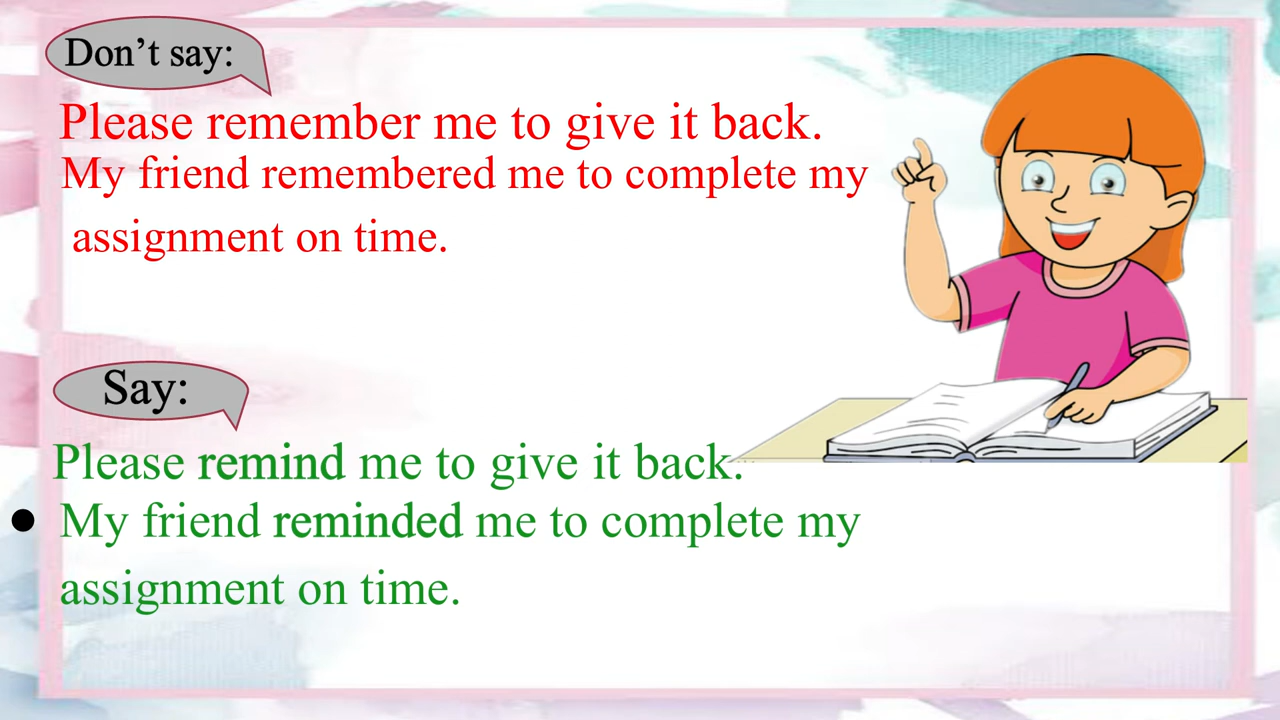 Don’t say:
Please remember me to give it back.
My friend remembered me to complete my
assignment on time.
Say:
Please remind me to give it back.
● My friend reminded me to complete my
assignment on time.